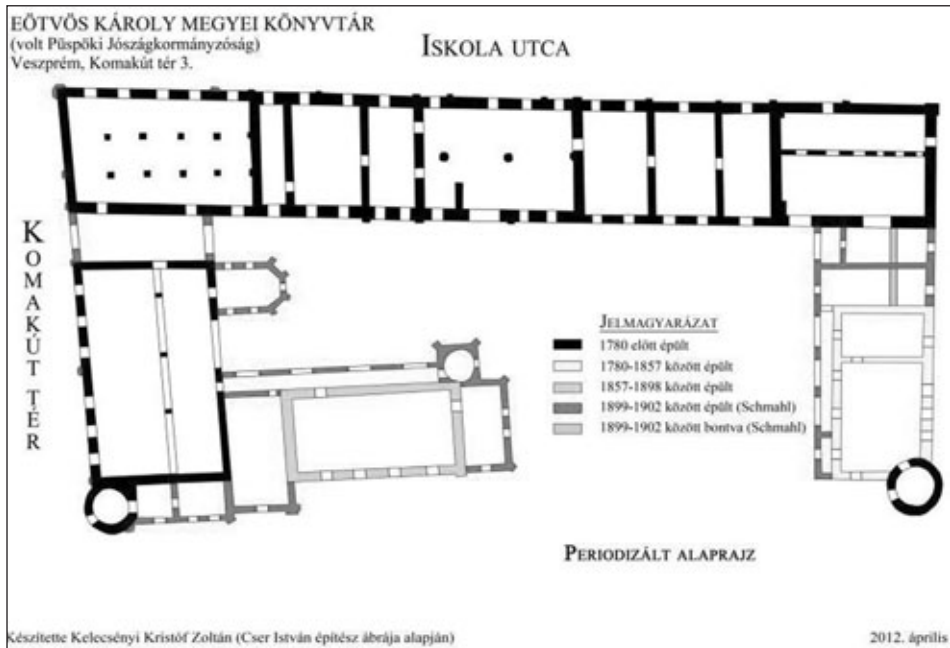 EÖTVÖS KÁROLY MEGYEI KÖNYVTÁR
(volt Püspöki Jószágkormányzóság)
Veszprém, Komakút tér 3.
ISKOLA UTCA
KOMAKÚT TÉR
JELMAGYARÁZAT
1780 előtt épült
1780-1857 között épült
1857-1898 között épült
1899-1902 között épült (Schmahl)
1899-1902 között bontva (Schmahl)
PERIODIZÁLT ALAPRAJZ
Készítette Kelecsényi Kristóf Zoltán (Cser István építész ábrája alapján)
2012. április